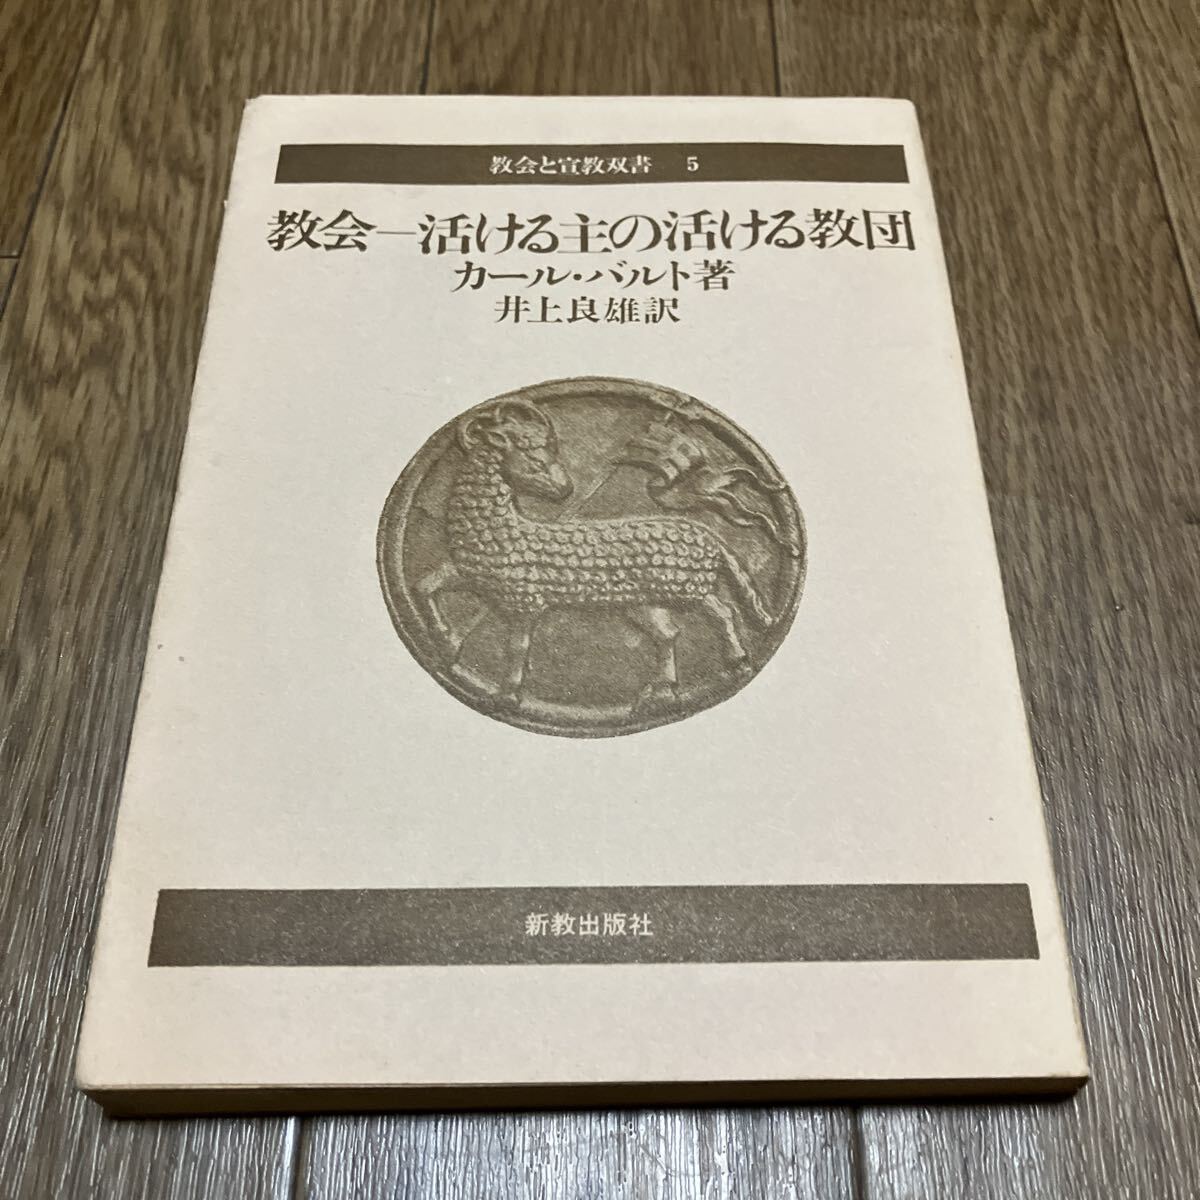 教会と宣教双書 5
教会―活ける主の活ける教団
カール・バルト著
井上良雄訳
新教出版社